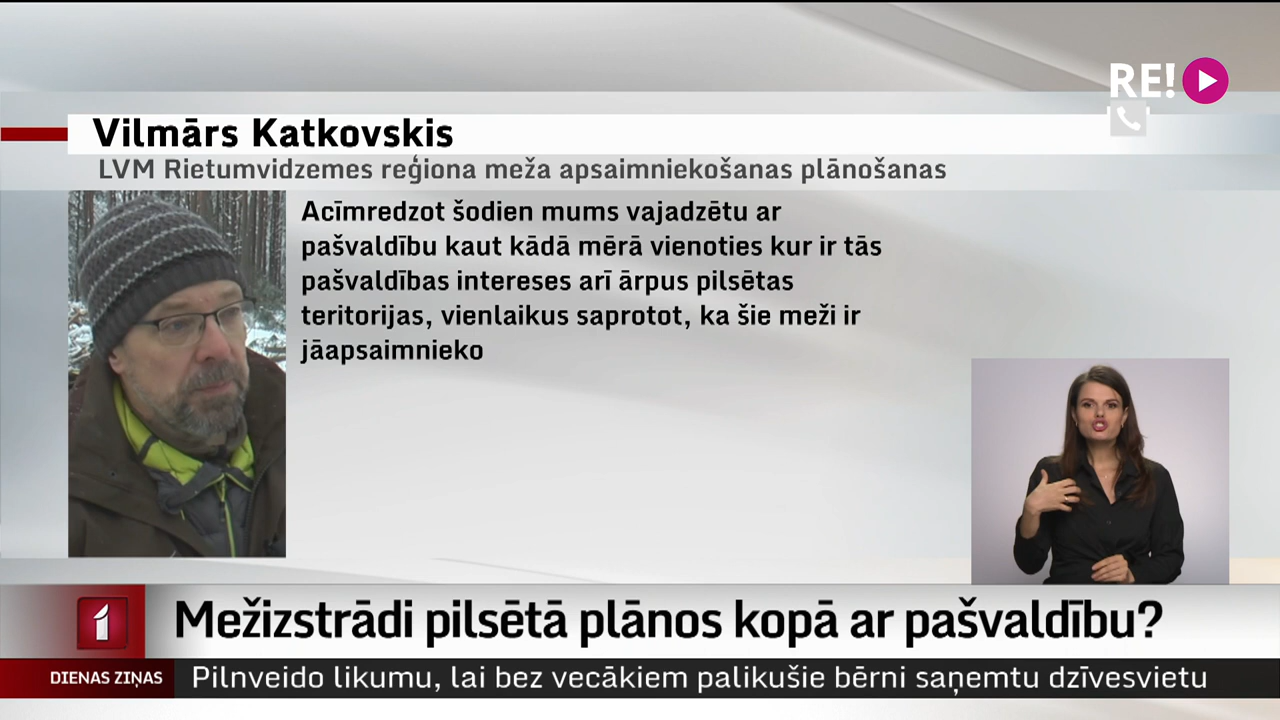 RE!
Vilmārs Katkovskis
LVM Rietumvidzemes reģiona meža apsaimniekošanas plānošanas
Acīmredzot šodien mums vajadzētu ar
pašvaldību kaut kādā mērā vienoties kur ir tās
pašvaldības intereses arī ārpus pilsētas
teritorijas, vienlaikus saprotot, ka šie meži ir
jāapsaimnieko
1 Mežizstrādi pilsētā plānos kopā ar pašvaldību?
DIENAS ZIŅAS Pilnveido likumu, lai bez vecākiem palikušie bērni saņemtu dzīvesvietu